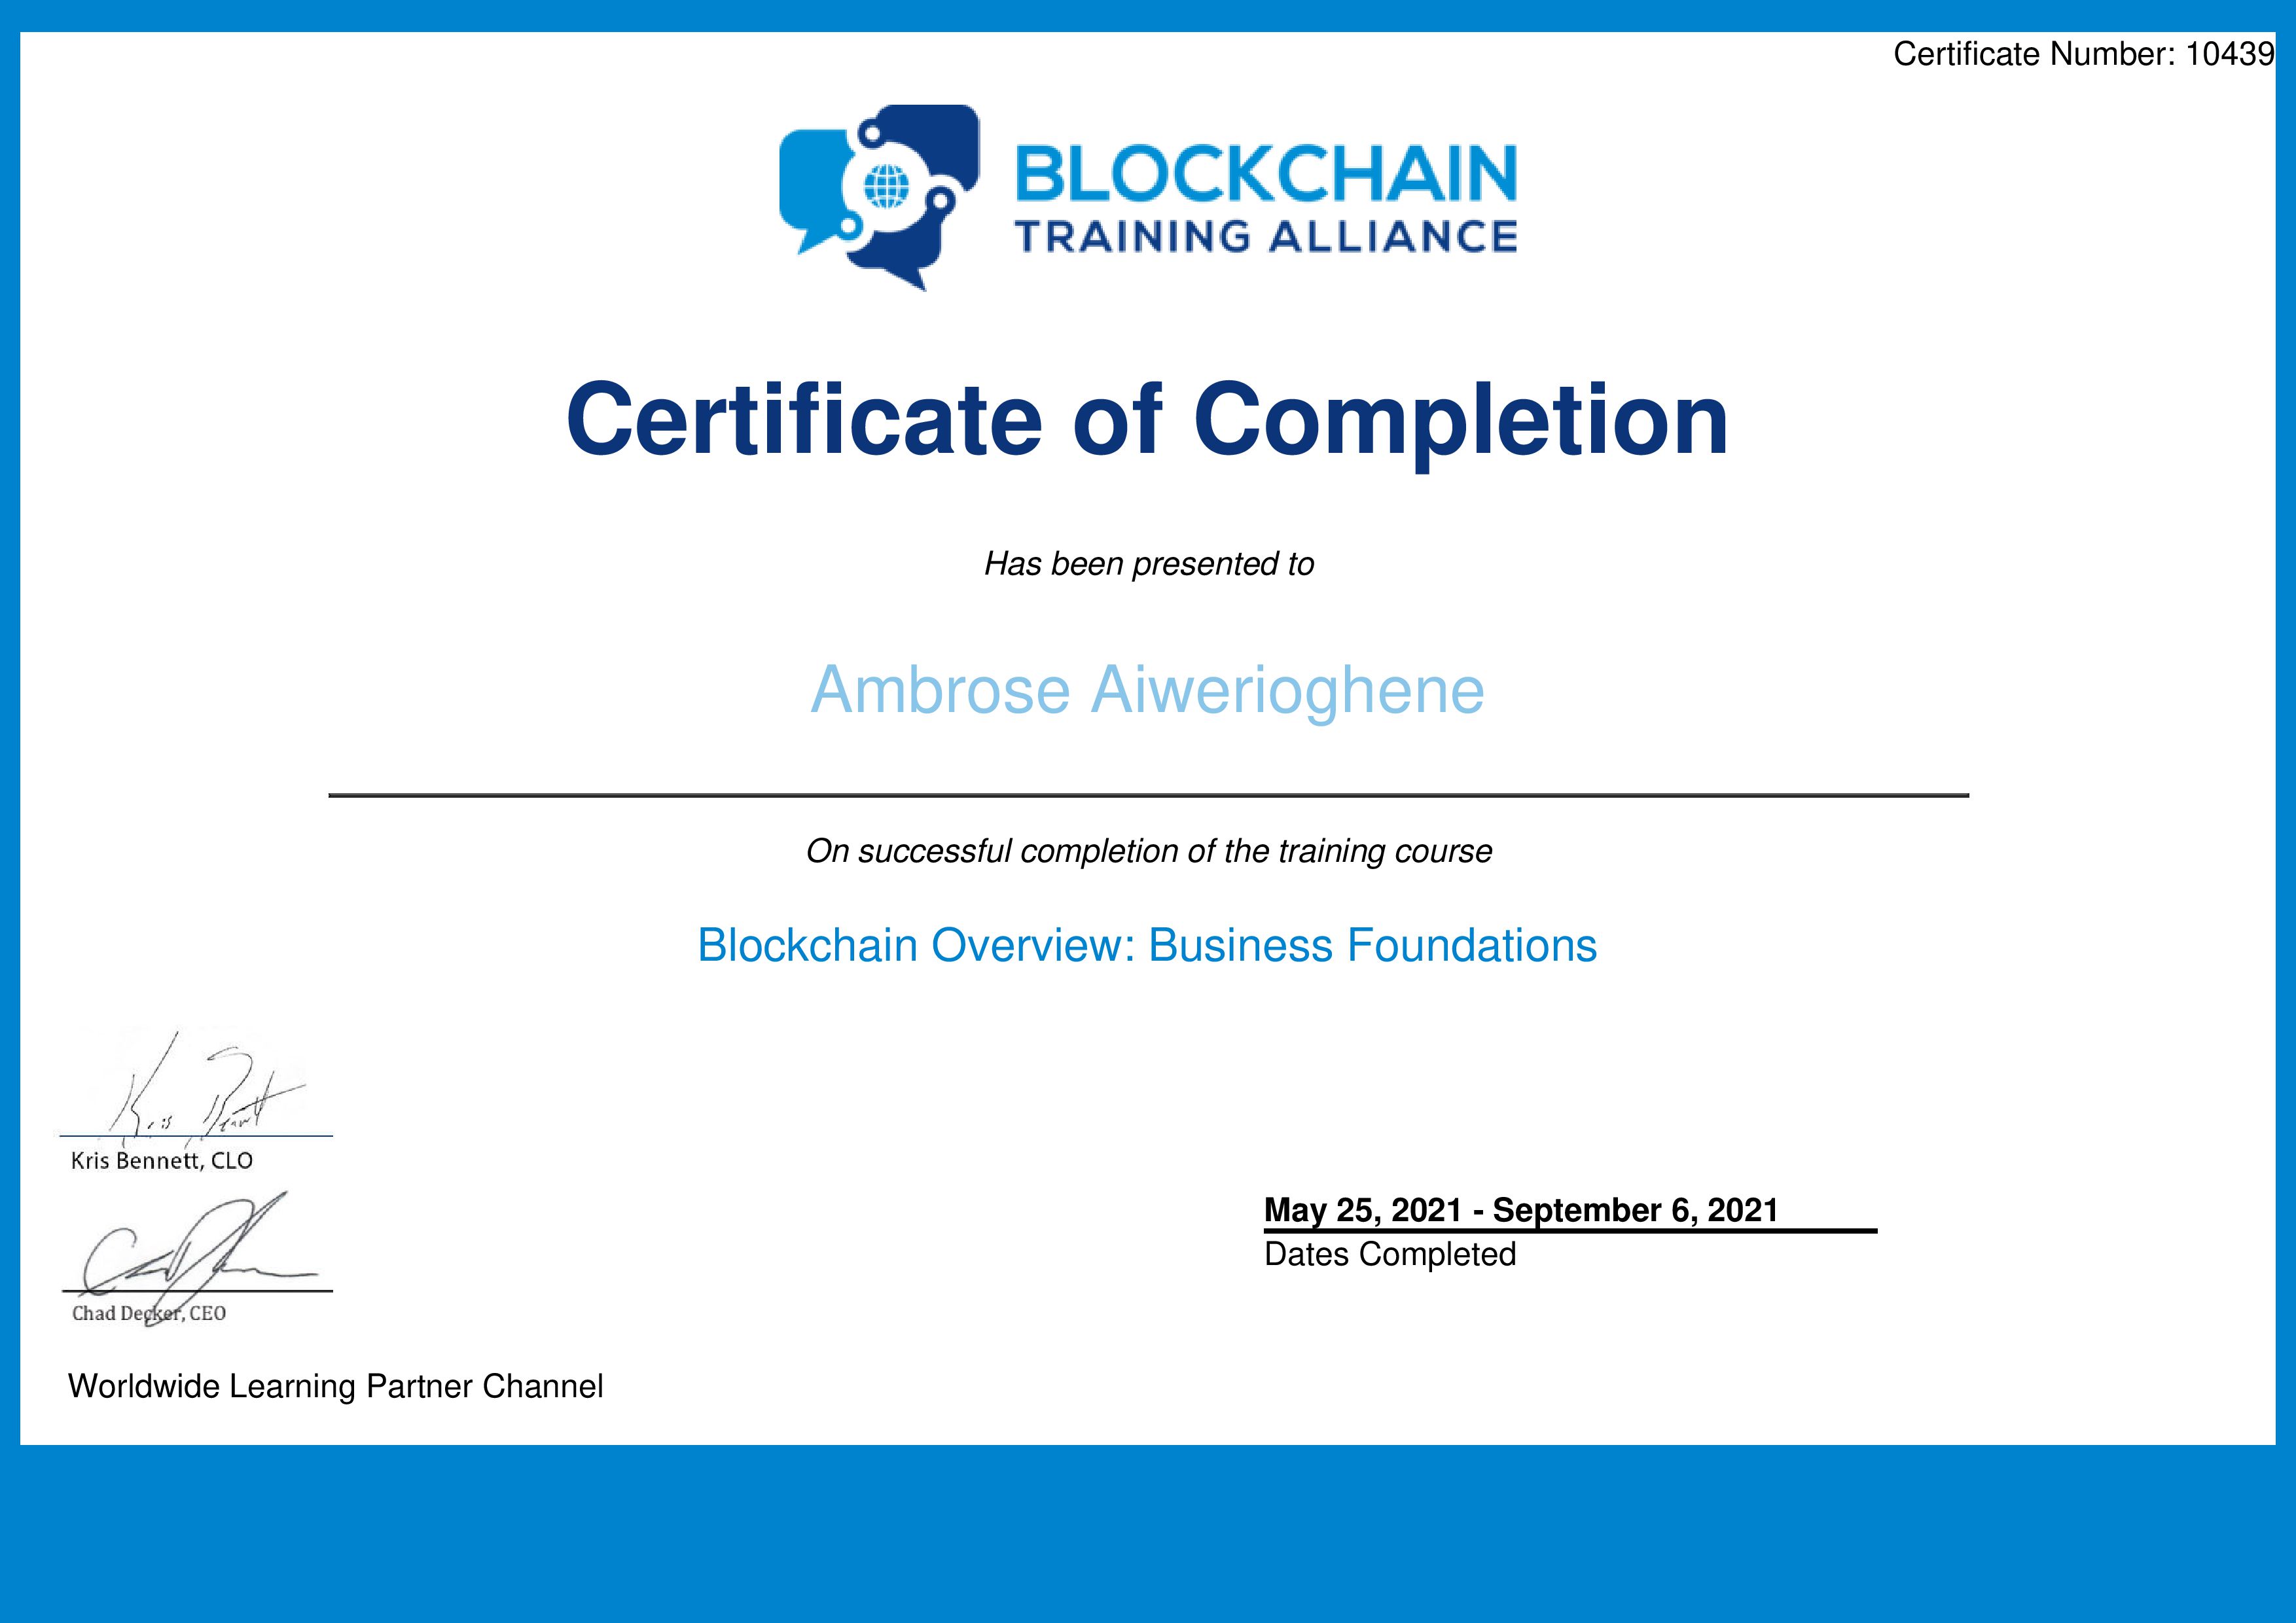 Certificate Number: 10439
BLOCKCHAIN
TRAINING ALLIANCE
Certificate of Completion
Has been presented to
Ambrose Aiwerioghene
On successful completion of the training course
Blockchain Overview: Business Foundations
Kris Bennett
Kris Bennett, CLO
Chad Decker, CEO
May 25, 2021 - September 6, 2021
Dates Completed
Worldwide Learning Partner Channel